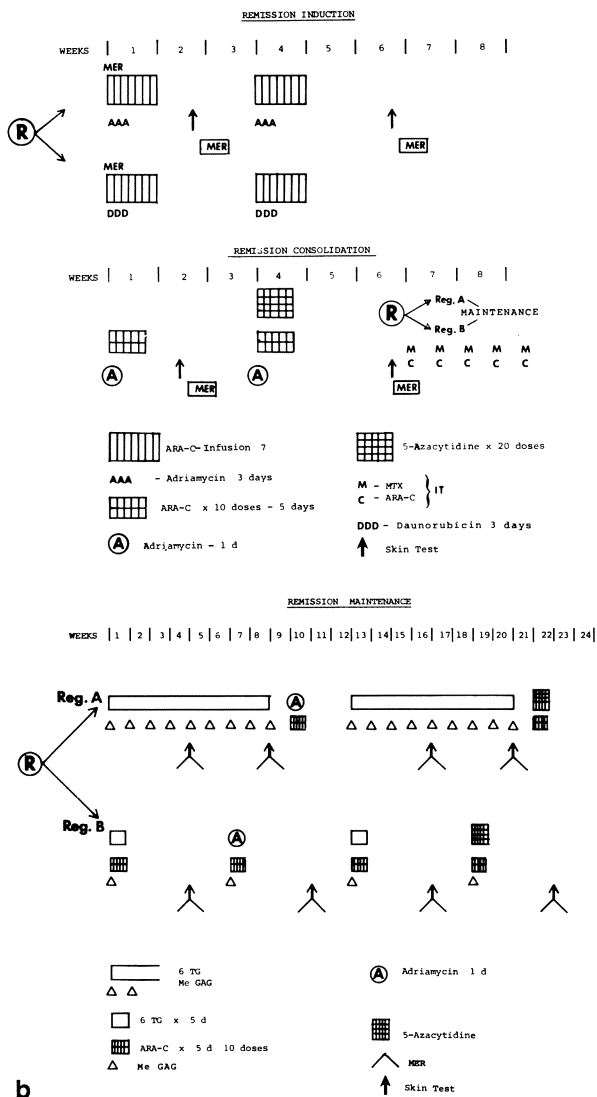 REMISSION INDUCTION
WEEKS | 1 | 2 | 3 | 4 | 5 | 6 | 7 | 8 |
MER
AAA AAA
R
MER MER
MER
DDD DDD
REMISSION CONSOLIDATION
WEEKS | 1 | 2 | 3 | 4 | 5 | 6 | 7 | 8 |
R Reg. A MAINTENANCE
Reg. B
M M M M M
A A C C C C C
MER MER
ARA-C-Infusion 7 5-Azacytidine x 20 doses
AAA - Adriamycin 3 days M - MTX
C - ARA-C } IT
ARA-C x 10 doses - 5 days
DDD - Daunorubicin 3 days
A Adriamycin - 1 d Skin Test
REMISSION MAINTENANCE
WEEKS |1 |2 |3 |4 |5 |6 |7 |8 |9 |10 |11 |12 |13 |14 |15 |16 |17 |18 |19 |20 |21 |22 |23 |24 |
Reg. A
A
R
Reg. B
A
6 TG
Me GAG
A Adriamycin 1 d
6 TG x 5 d
5-Azacytidine
ARA-C x 5 d 10 doses
Me GAG
MER
Skin Test
b